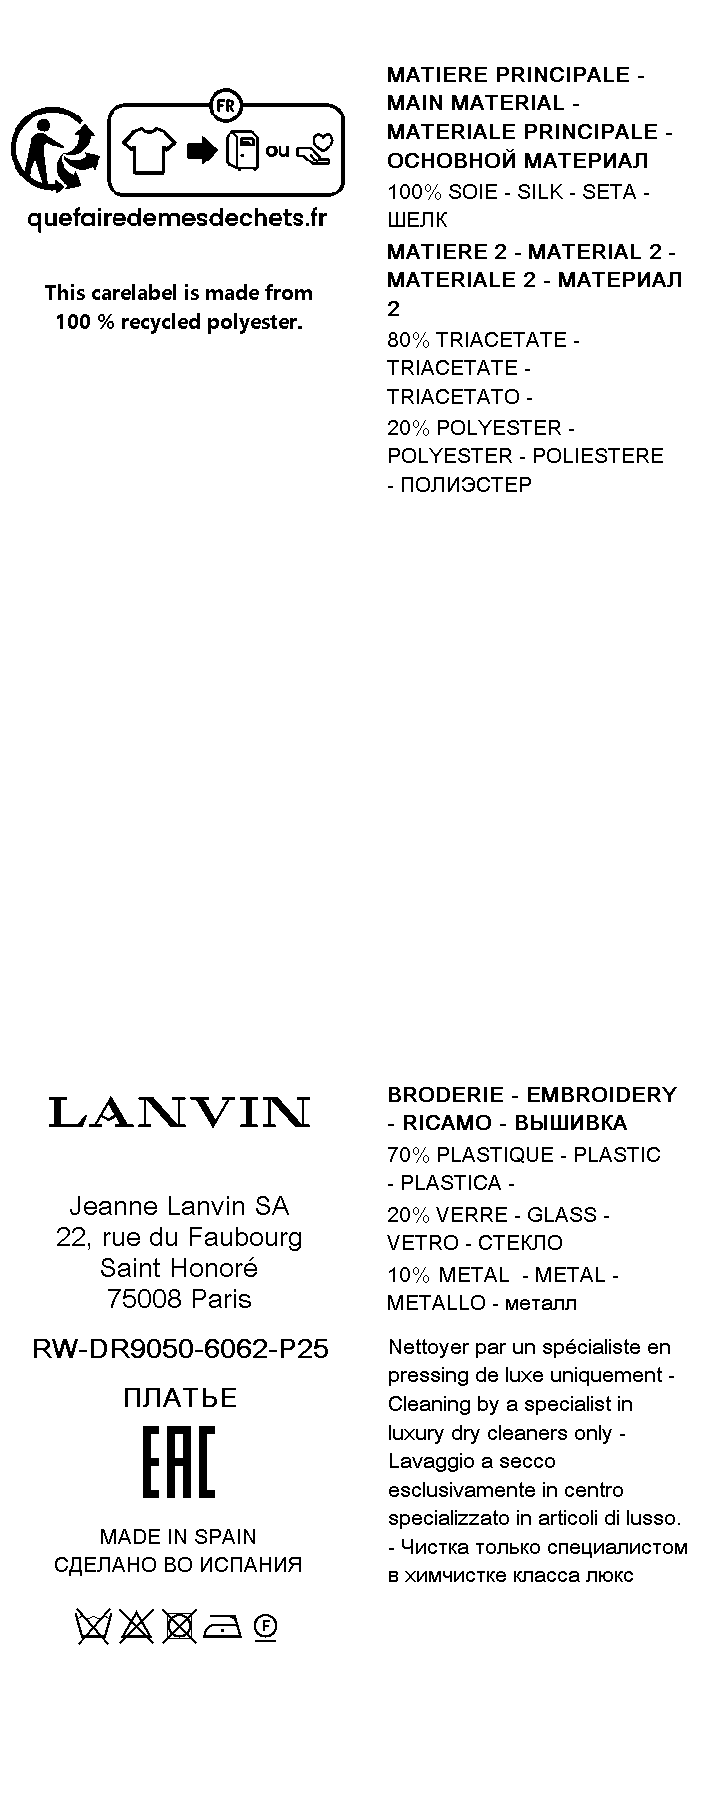 FR
ou
quefairedemesdechets.fr
This carelabel is made from
100 % recycled polyester.
MATIERE PRINCIPALE -
MAIN MATERIAL -
MATERIALE PRINCIPALE -
ОСНОВНОЙ МАТЕРИАЛ
100% SOIE - SILK - SETA -
ШЕЛК
MATIERE 2 - MATERIAL 2 -
MATERIALE 2 - МАТЕРИАЛ
2
80% TRIACETATE -
TRIACETATE -
TRIACETATO -
20% POLYESTER -
POLYESTER - POLIESTERE
- ПОЛИЭСТЕР
LANVIN
Jeanne Lanvin SA
22, rue du Faubourg
Saint Honoré
75008 Paris
RW-DR9050-6062-P25
ПЛАТЬЕ
EAC
MADE IN SPAIN
СДЕЛАНО ВО ИСПАНИЯ
F
BRODERIE - EMBROIDERY
- RICAMO - ВЫШИВКА
70% PLASTIQUE - PLASTIC
- PLASTICA -
20% VERRE - GLASS -
VETRO - СТЕКЛО
10% METAL  - METAL -
METALLO - металл
Nettoyer par un spécialiste en
pressing de luxe uniquement -
Cleaning by a specialist in
luxury dry cleaners only -
Lavaggio a secco
esclusivamente in centro
specializzato in articoli di lusso.
- Чистка только специалистом
в химчистке класса люкс